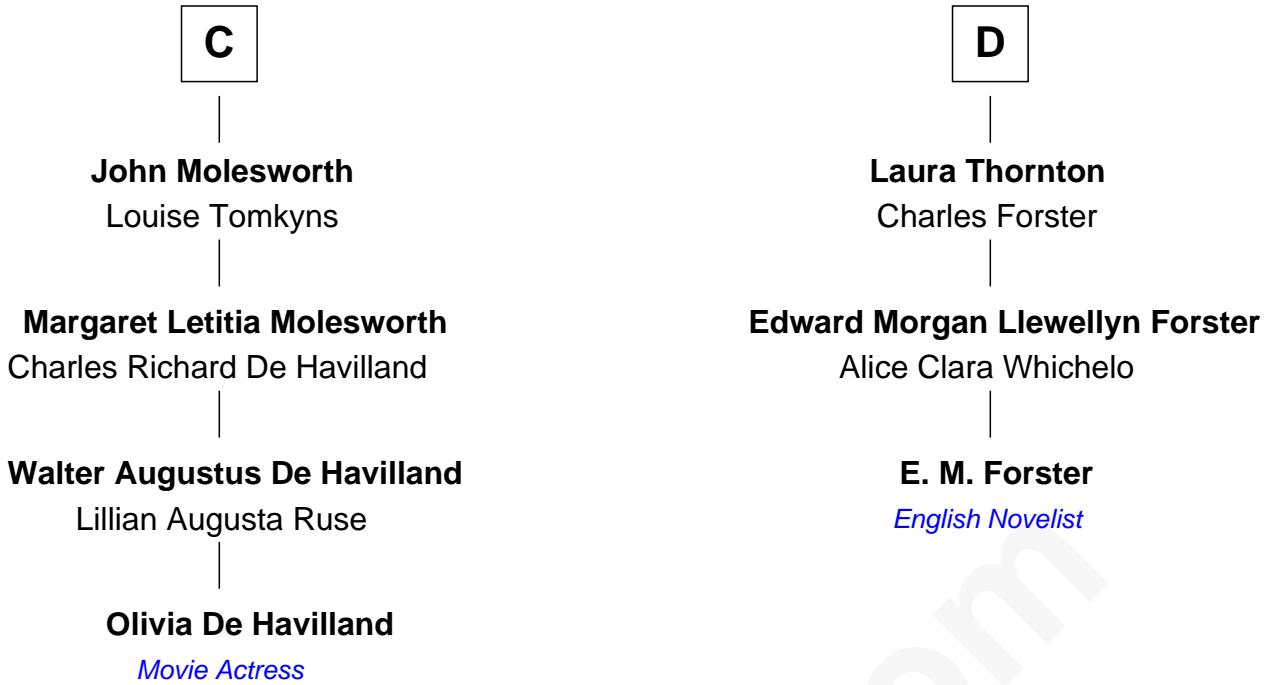 C
John Molesworth
Louise Tomkyns
Margaret Letitia Molesworth
Charles Richard De Havilland
Walter Augustus De Havilland
Lillian Augusta Ruse
Olivia De Havilland
Movie Actress
D
Laura Thornton
Charles Forster
Edward Morgan Llewellyn Forster
Alice Clara Whichelo
E. M. Forster
English Novelist
om